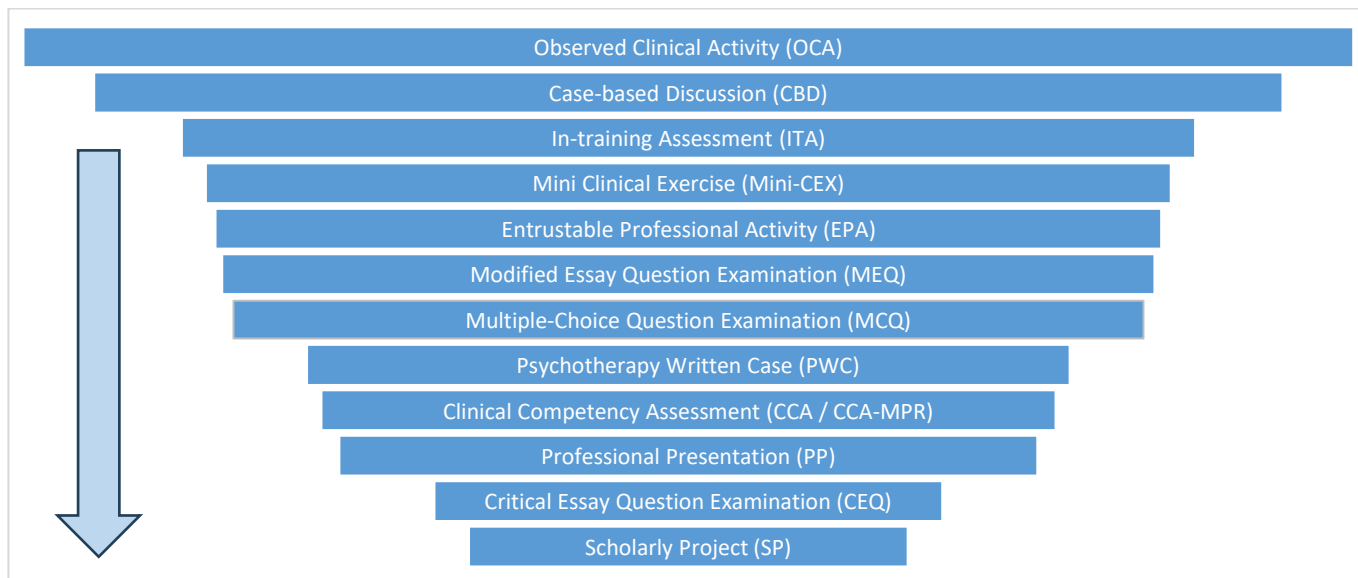 Observed Clinical Activity (OCA)
Case-based Discussion (CBD)
In-training Assessment (ITA)
Mini Clinical Exercise (Mini-CEX)
Entrustable Professional Activity (EPA)
Modified Essay Question Examination (MEQ)
Multiple-Choice Question Examination (MCQ)
Psychotherapy Written Case (PWC)
Clinical Competency Assessment (CCA / CCA-MPR)
Professional Presentation (PP)
Critical Essay Question Examination (CEQ)
Scholarly Project (SP)